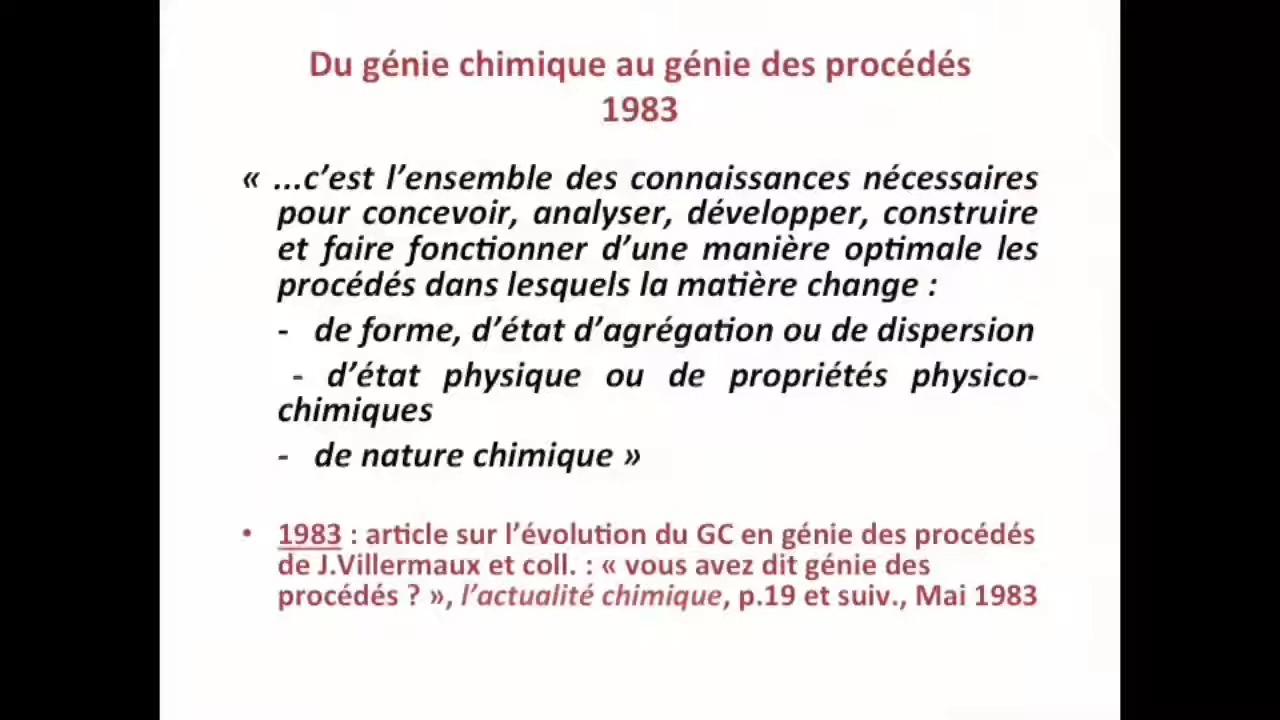 Du génie chimique au génie des procédés
1983
« ...c’est l’ensemble des connaissances nécessaires
pour concevoir, analyser, développer, construire
et faire fonctionner d’une manière optimale les
procédés dans lesquels la matière change :
- de forme, d’état d’agrégation ou de dispersion
- d’état physique ou de propriétés physico-
chimiques
- de nature chimique »
• 1983 : article sur l’évolution du GC en génie des procédés
de J.Villermaux et coll. : « vous avez dit génie des
procédés ? », l’actualité chimique, p.19 et suiv., Mai 1983